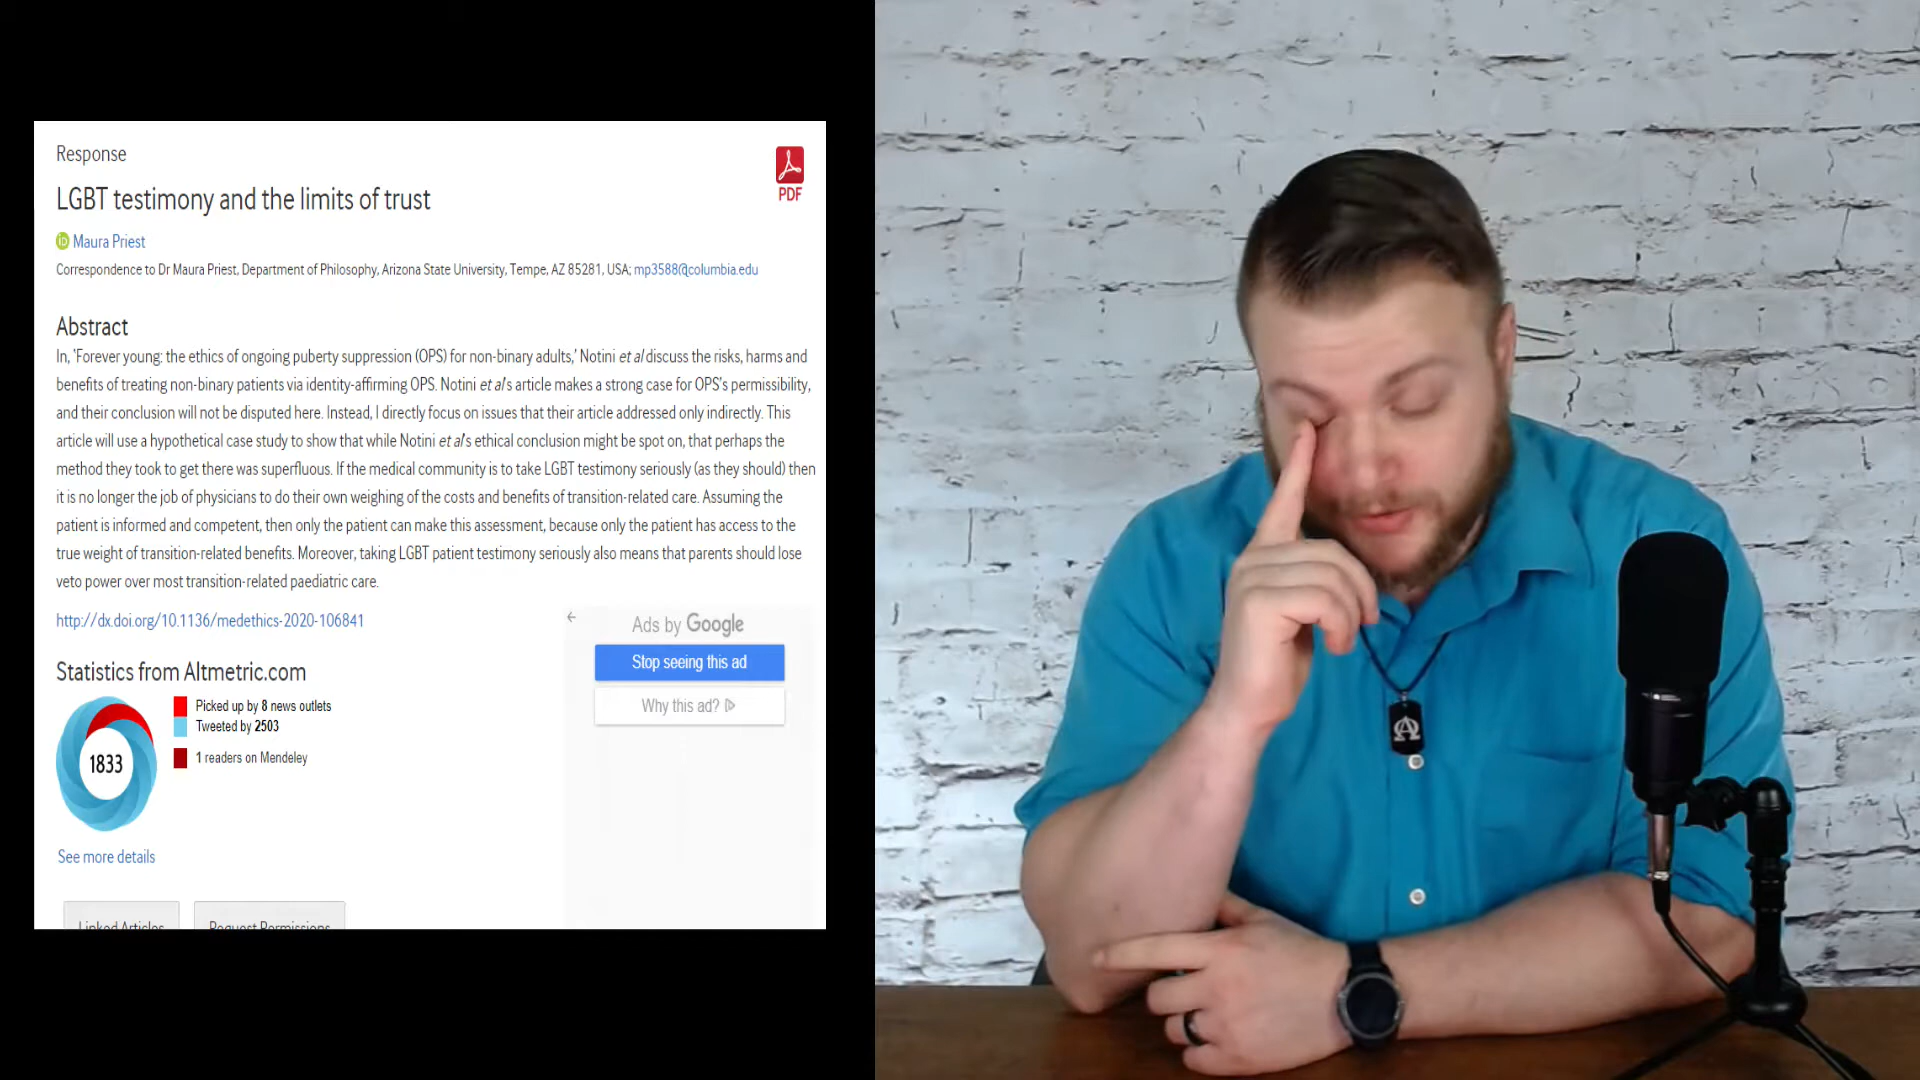 Response
PDF
LGBT testimony and the limits of trust
iD Maura Priest
Correspondence to Dr Maura Priest, Department of Philosophy, Arizona State University, Tempe, AZ 85281, USA; mp3588@columbia.edu
Abstract
In, 'Forever young: the ethics of ongoing puberty suppression (OPS) for non-binary adults,' Notini et al discuss the risks, harms and
benefits of treating non-binary patients via identity-affirming OPS. Notini et al's article makes a strong case for OPS's permissibility,
and their conclusion will not be disputed here. Instead, I directly focus on issues that their article addressed only indirectly. This
article will use a hypothetical case study to show that while Notini et al's ethical conclusion might be spot on, that perhaps the
method they took to get there was superfluous. If the medical community is to take LGBT testimony seriously (as they should) then
it is no longer the job of physicians to do their own weighing of the costs and benefits of transition-related care. Assuming the
patient is informed and competent, then only the patient can make this assessment, because only the patient has access to the
true weight of transition-related benefits. Moreover, taking LGBT patient testimony seriously also means that parents should lose
veto power over most transition-related paediatric care.
http://dx.doi.org/10.1136/medethics-2020-106841
Ads by Google
Stop seeing this ad
Why this ad?
Statistics from Altmetric.com
1833
Picked up by 8 news outlets
Tweeted by 2503
1 readers on Mendeley
See more details
Linked Articles
Request Permissions
ΑΩ